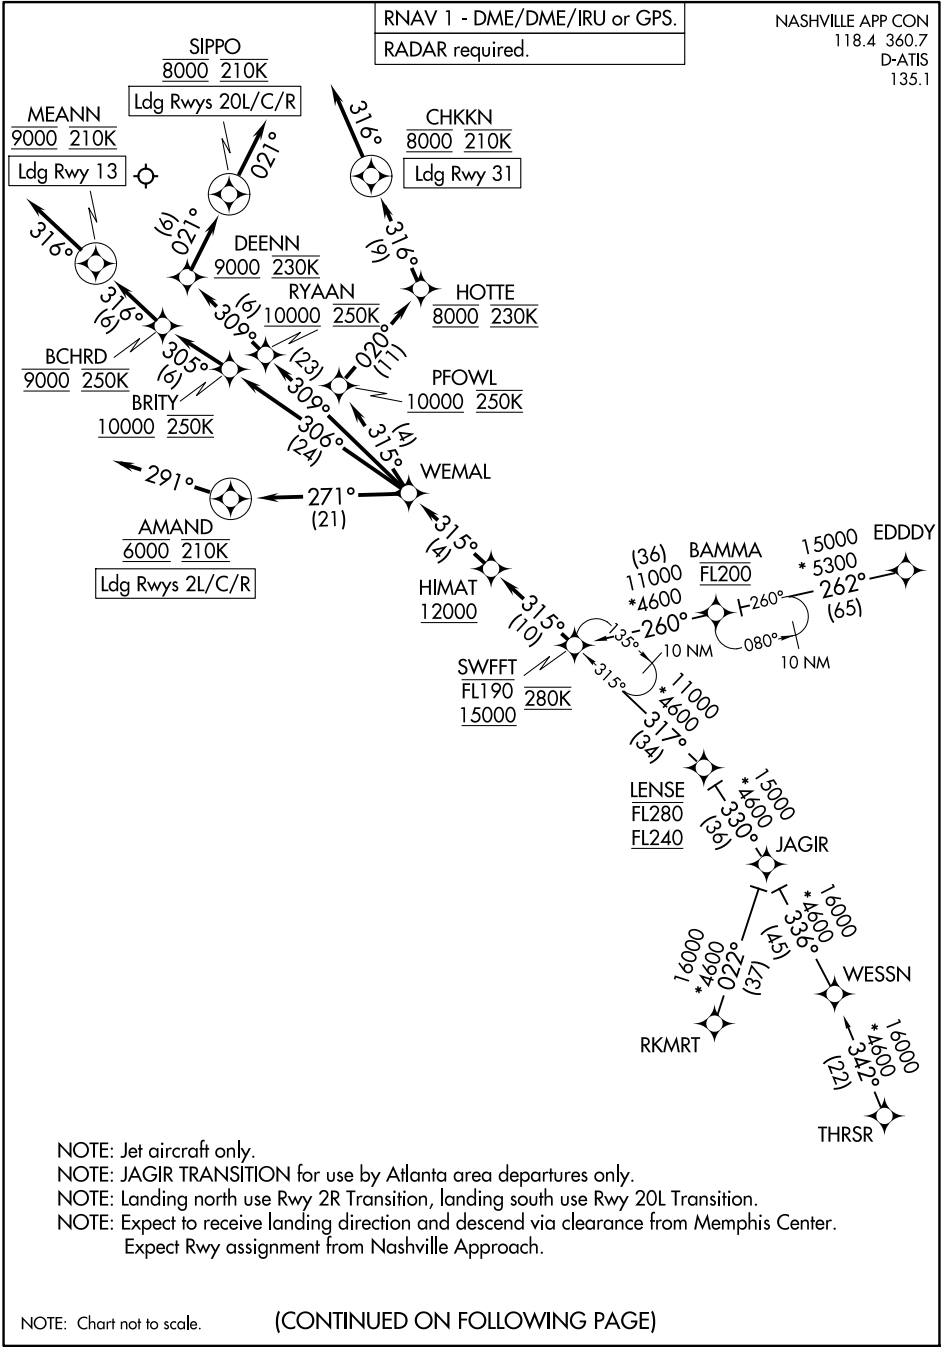 RNAV 1 - DME/DME/IRU or GPS.
RADAR required.
NASHVILLE APP CON
118.4 360.7
D-ATIS
135.1
SIPPO
8000 210K
Ldg Rwys 20L/C/R
MEANN
9000 210K
Ldg Rwy 13
CHKKN
8000 210K
Ldg Rwy 31
316°
021°
316°
(6)
021°
316°
(9)
DEENN
9000 230K
RYAAN
10000 250K
HOTTE
8000 230K
316°
(6)
(6)
309°
020°
(11)
BCHRD
9000 250K
305°
(6)
(23)
309°
PFOWL
10000 250K
BRITY
10000 250K
306°
(24)
(4)
315°
WEMAL
291°
271°
(21)
AMAND
6000 210K
Ldg Rwys 2L/C/R
315°
(4)
HIMAT
12000
315°
(10)
(36)
11000
*4600
260°
BAMMA
FL200
15000
*5300
262°
(65)
EDDDY
260°
080°
10 NM
135°
10 NM
315°
SWFFT
FL190
15000
280K
11000
*4600
317°
(34)
LENSE
FL280
FL240
15000
*4600
330°
(36)
JAGIR
16000
*4600
336°
(45)
16000
*4600
022°
(37)
WESSN
RKMRT
16000
*4600
342°
(22)
THRSR
NOTE: Jet aircraft only.
NOTE: JAGIR TRANSITION for use by Atlanta area departures only.
NOTE: Landing north use Rwy 2R Transition, landing south use Rwy 20L Transition.
NOTE: Expect to receive landing direction and descend via clearance from Memphis Center.
Expect Rwy assignment from Nashville Approach.
NOTE: Chart not to scale.
(CONTINUED ON FOLLOWING PAGE)